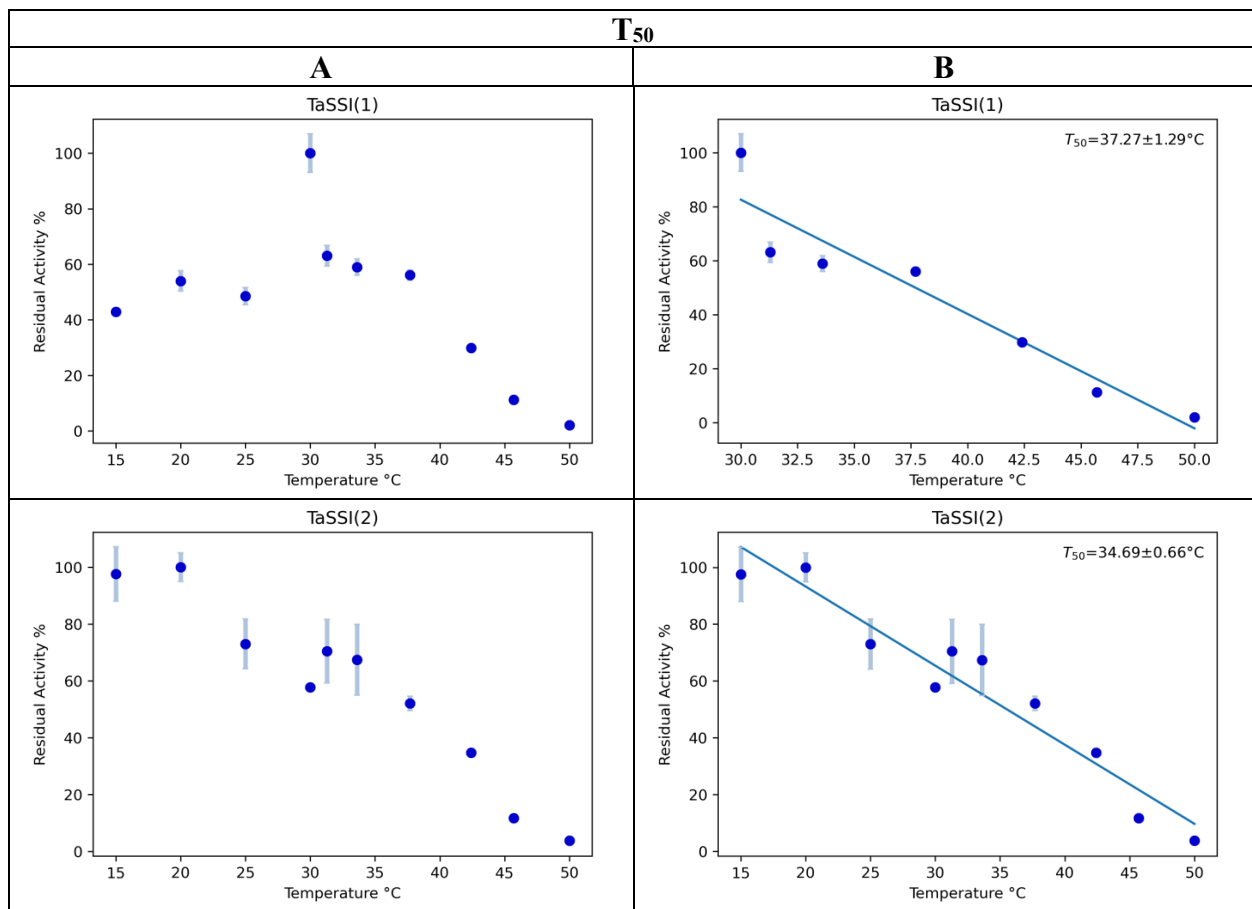 T₅₀
A
B
TaSSI(1)
Residual Activity %
100
80
60
40
20
0
15 20 25 30 35 40 45 50
Temperature °C
TaSSI(1)
T₅₀=37.27±1.29°C
Residual Activity %
100
80
60
40
20
0
30.0 32.5 35.0 37.5 40.0 42.5 45.0 47.5 50.0
Temperature °C
TaSSI(2)
Residual Activity %
100
80
60
40
20
0
15 20 25 30 35 40 45 50
Temperature °C
TaSSI(2)
T₅₀=34.69±0.66°C
Residual Activity %
100
80
60
40
20
0
15 20 25 30 35 40 45 50
Temperature °C